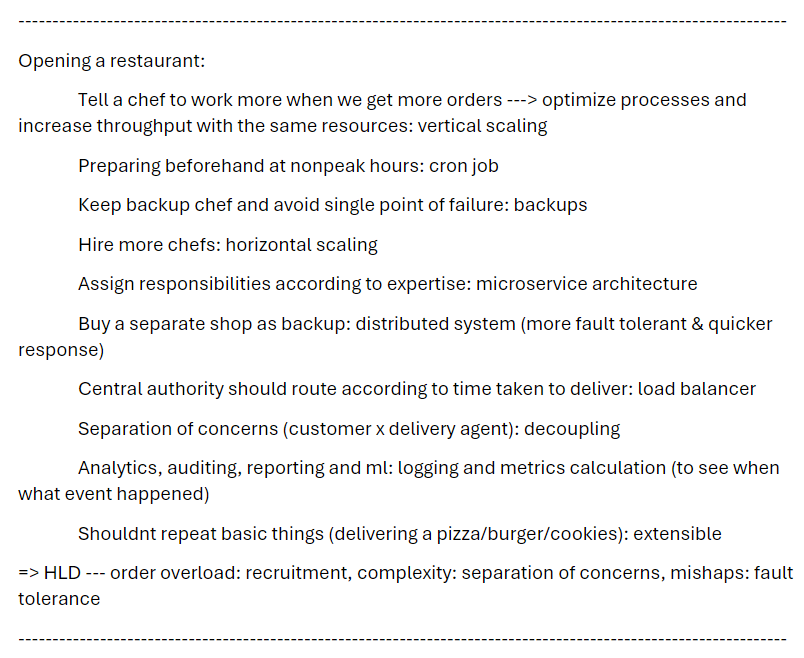 ----------------------------------------------------------------------------------------------------------------
Opening a restaurant:
Tell a chef to work more when we get more orders ---> optimize processes and
increase throughput with the same resources: vertical scaling
Preparing beforehand at nonpeak hours: cron job
Keep backup chef and avoid single point of failure: backups
Hire more chefs: horizontal scaling
Assign responsibilities according to expertise: microservice architecture
Buy a separate shop as backup: distributed system (more fault tolerant & quicker
response)
Central authority should route according to time taken to deliver: load balancer
Separation of concerns (customer x delivery agent): decoupling
Analytics, auditing, reporting and ml: logging and metrics calculation (to see when
what event happened)
Shouldnt repeat basic things (delivering a pizza/burger/cookies): extensible
=> HLD --- order overload: recruitment, complexity: separation of concerns, mishaps: fault
tolerance
----------------------------------------------------------------------------------------------------------------